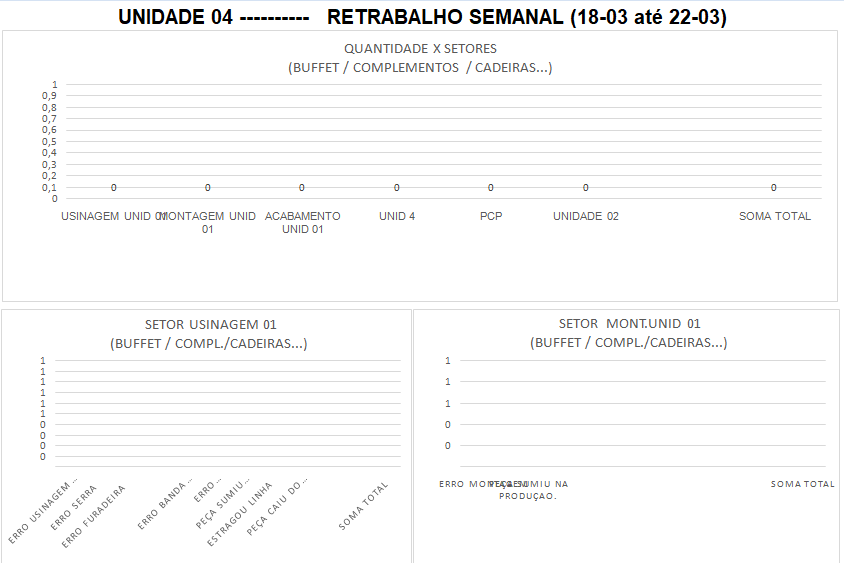 UNIDADE 04 ---------- RETRABALHO SEMANAL (18-03 até 22-03)
QUANTIDADE X SETORES
(BUFFET / COMPLEMENTOS / CADEIRAS...)
1
0,9
0,8
0,7
0,6
0,5
0,4
0,3
0,2
0,1
0
0 0 0 0 0 0 0
USINAGEM UNID 01
MONTAGEM UNID
01
ACABAMENTO
UNID 01
UNID 4
PCP
UNIDADE 02
SOMA TOTAL
SETOR USINAGEM 01
(BUFFET / COMPL./CADEIRAS...)
1
1
1
1
1
1
0
0
0
0
ERRO USINAGEM...
ERRO SERRA
ERRO FURADEIRA
ERRO BANDA...
ERRO...
PEÇA SUMIU...
ESTRAGOU LINHA
PEÇA CAIU DO...
SOMA TOTAL
SETOR MONT.UNID 01
(BUFFET / COMPL./CADEIRAS...)
1
1
1
0
0
ERRO MONTAGEM
PEÇA SUMIU NA
PRODUÇAO.
SOMA TOTAL